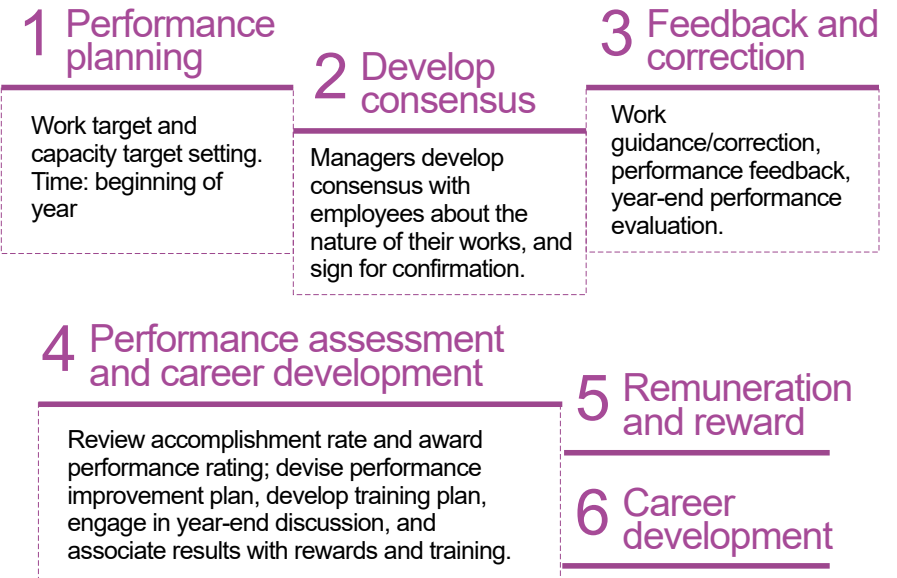 1 Performance
planning
Work target and
capacity target setting.
Time: beginning of
year
2 Develop
consensus
Managers develop
consensus with
employees about the
nature of their works, and
sign for confirmation.
3 Feedback and
correction
Work
guidance/correction,
performance feedback,
year-end performance
evaluation.
4 Performance assessment
and career development
Review accomplishment rate and award
performance rating; devise performance
improvement plan, develop training plan,
engage in year-end discussion, and
associate results with rewards and training.
5 Remuneration
and reward
6 Career
development